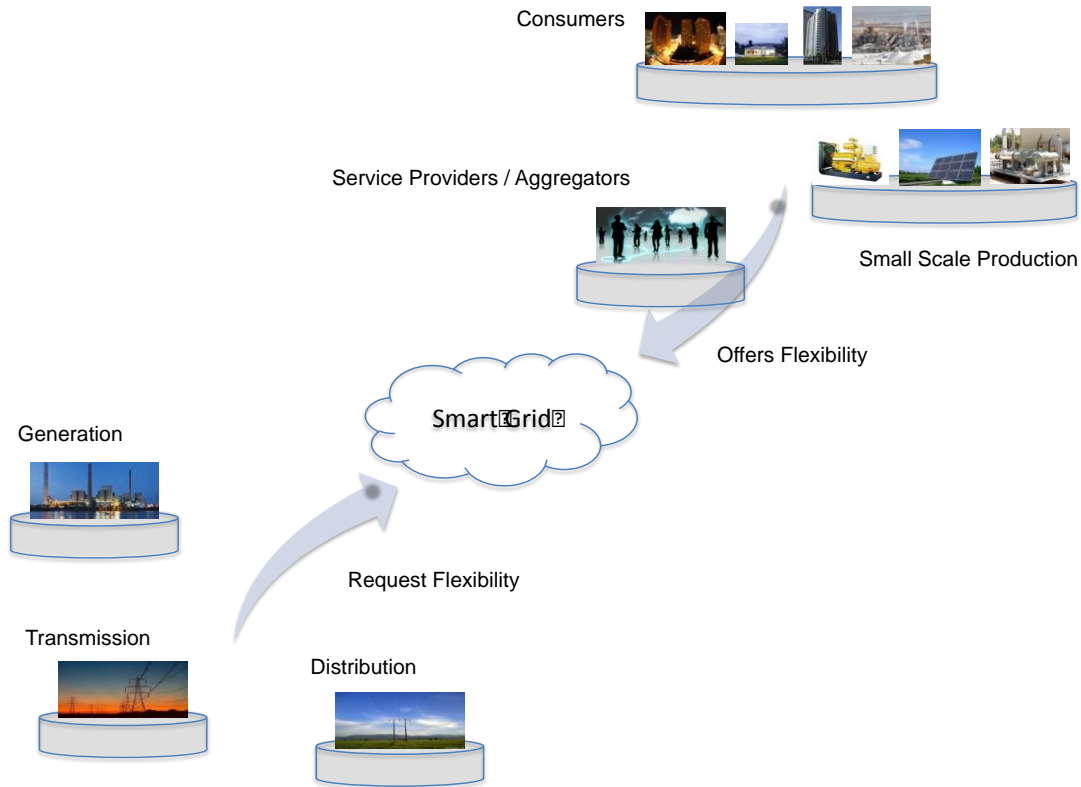 Consumers
Service Providers / Aggregators
Small Scale Production
Offers Flexibility
Smart⍰Grid⍰
Generation
Request Flexibility
Transmission
Distribution